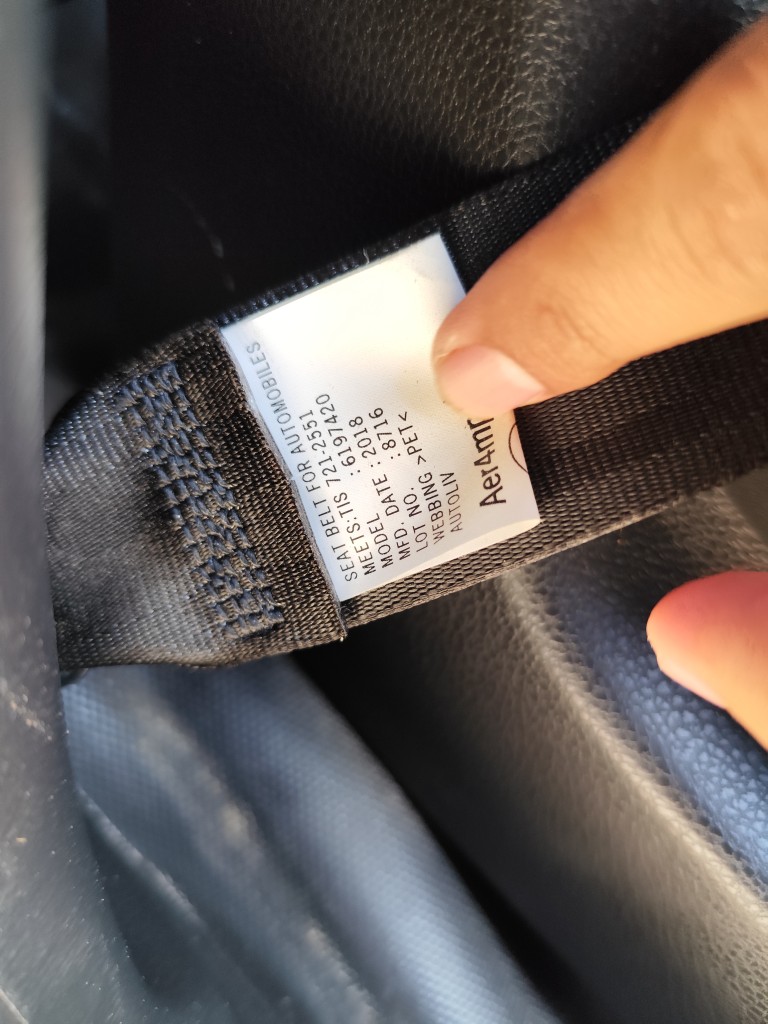 SEAT BELT FOR AUTOMOBILES
MEETS:TIS 721-2551
MODEL : 6197420
MFD. DATE : 2018
LOT NO. : 8716
WEBBING >PET<
AUTOLIV